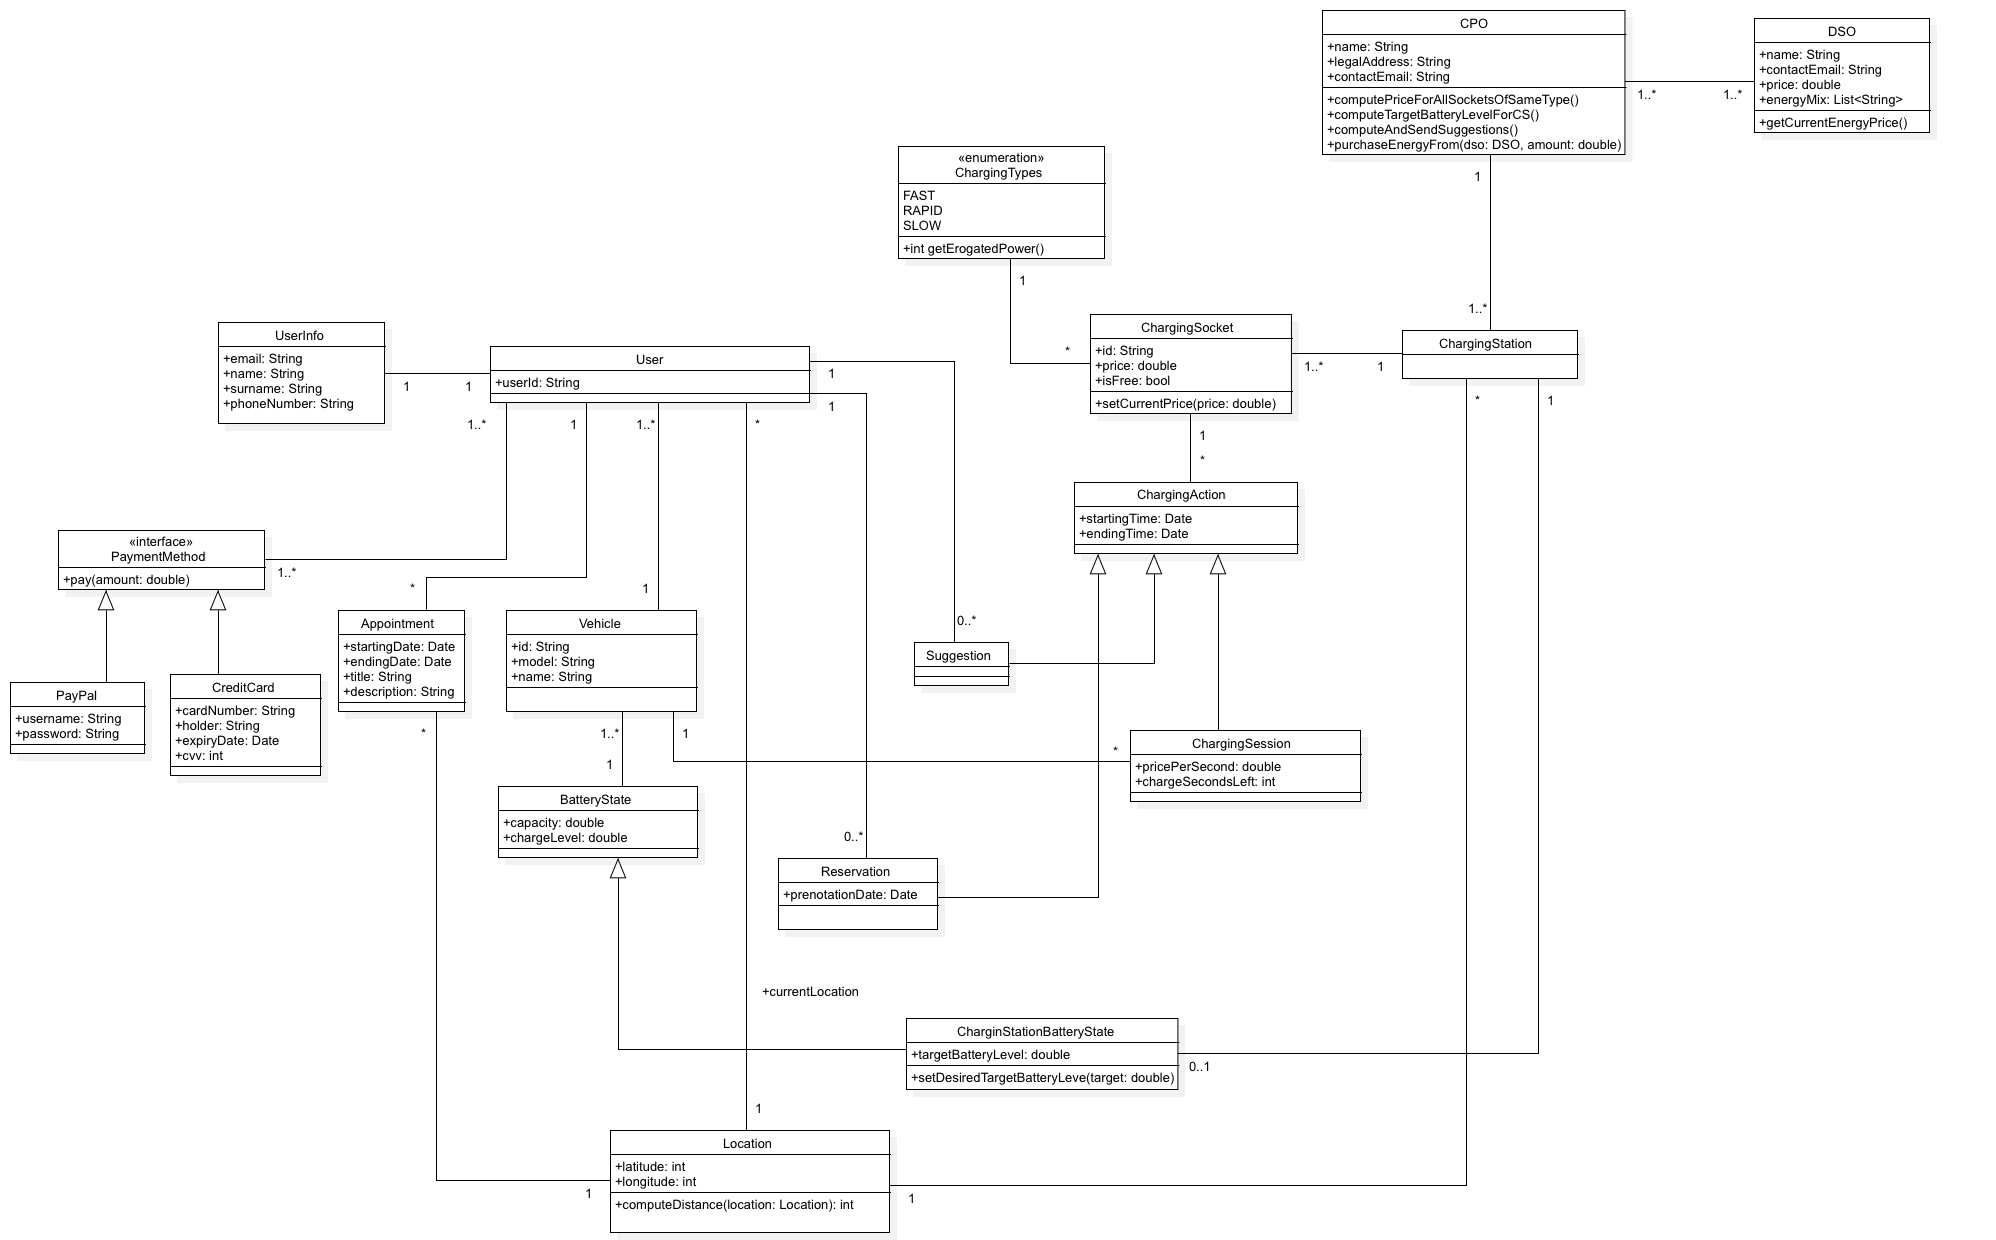 CPO
+name: String
+legalAddress: String
+contactEmail: String
+computePriceForAllSocketsOfSameType()
+computeTargetBatteryLevelForCS()
+computeAndSendSuggestions()
+purchaseEnergyFrom(dso: DSO, amount: double)
1..*
1..*
1
1..*
DSO
+name: String
+contactEmail: String
+price: double
+energyMix: List<String>
+getCurrentEnergyPrice()
«enumeration»
ChargingTypes
FAST
RAPID
SLOW
+int getErogatedPower()
1
*
ChargingSocket
+id: String
+price: double
+isFree: bool
+setCurrentPrice(price: double)
1..*
1
1
*
ChargingStation
*
1
UserInfo
+email: String
+name: String
+surname: String
+phoneNumber: String
1
1
User
+userId: String
1
1
1..*
1
1..*
*
ChargingAction
+startingTime: Date
+endingTime: Date
«interface»
PaymentMethod
+pay(amount: double)
1..*
*
1
0..*
PayPal
+username: String
+password: String
CreditCard
+cardNumber: String
+holder: String
+expiryDate: Date
+cvv: int
Appointment
+startingDate: Date
+endingDate: Date
+title: String
+description: String
*
Vehicle
+id: String
+model: String
+name: String
1..*
1
1
*
Suggestion
ChargingSession
+pricePerSecond: double
+chargeSecondsLeft: int
BatteryState
+capacity: double
+chargeLevel: double
0..*
Reservation
+prenotationDate: Date
+currentLocation
CharginStationBatteryState
+targetBatteryLevel: double
+setDesiredTargetBatteryLeve(target: double)
0..1
1
Location
+latitude: int
+longitude: int
+computeDistance(location: Location): int
1
1